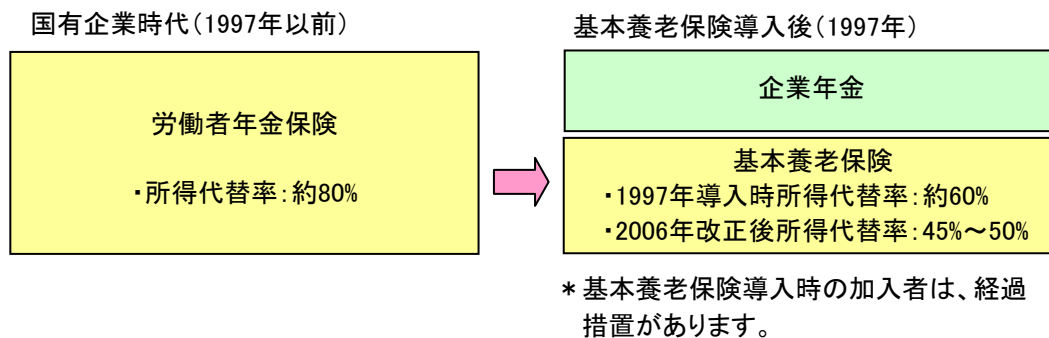 国有企業時代(1997年以前)
労働者年金保険
・所得代替率:約80%
基本養老保険導入後(1997年)
企業年金
基本養老保険
・1997年導入時所得代替率:約60%
・2006年改正後所得代替率:45%～50%
*基本養老保険導入時の加入者は、経過
措置があります。